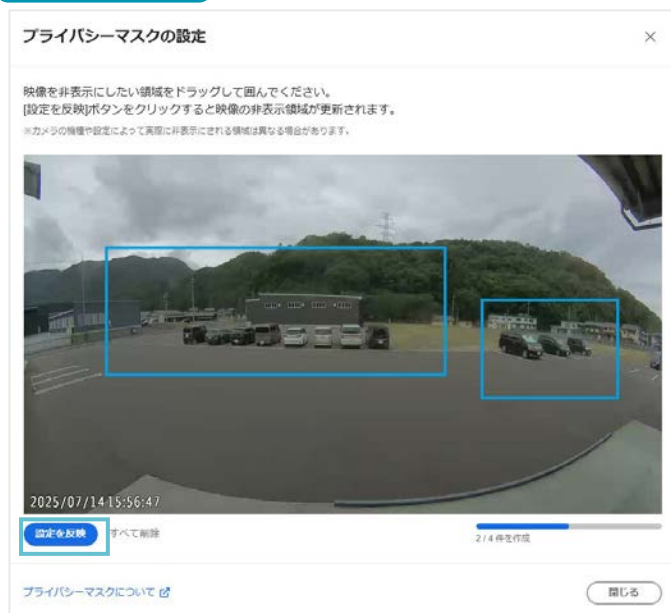 プライバシーマスクの設定
映像を非表示にしたい領域をドラッグして囲んでください。
[設定を反映]ボタンをクリックすると映像の非表示領域が更新されます。
※カメラの機種や設定によって実際に非表示にされる領域は異なる場合があります。
2025/07/14 15:56:47
設定を反映
すべて削除
2 / 4 件を作成
プライバシーマスクについて
閉じる